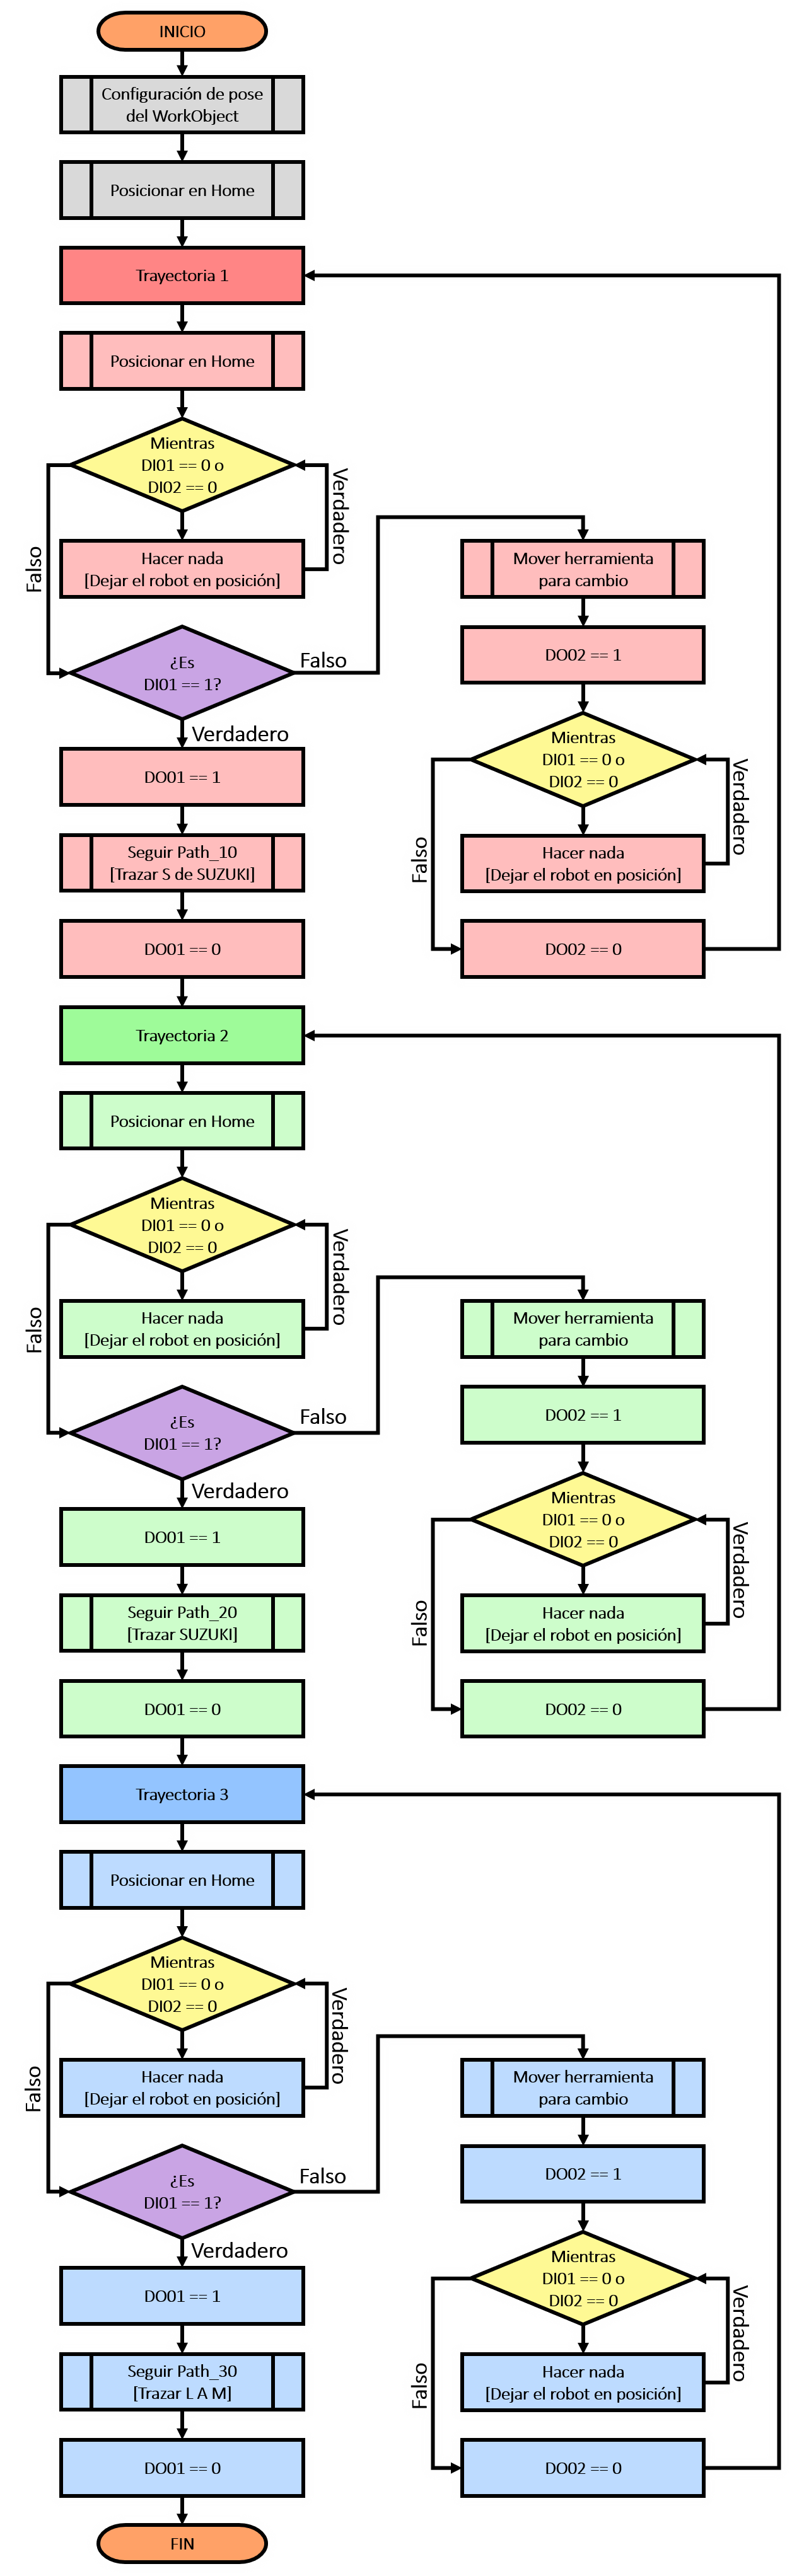 INICIO
Configuración de pose
del WorkObject
Posicionar en Home
Trayectoria 1
Posicionar en Home
Mientras
DI01 == 0 o
DI02 == 0
Verdadero
Falso
Hacer nada
[Dejar el robot en posición]
¿Es
DI01 == 1?
Falso
Verdadero
DO01 == 1
Seguir Path_10
[Trazar S de SUZUKI]
DO01 == 0
Mover herramienta
para cambio
DO02 == 1
Mientras
DI01 == 0 o
DI02 == 0
Verdadero
Falso
Hacer nada
[Dejar el robot en posición]
DO02 == 0
Trayectoria 2
Posicionar en Home
Mientras
DI01 == 0 o
DI02 == 0
Verdadero
Falso
Hacer nada
[Dejar el robot en posición]
¿Es
DI01 == 1?
Falso
Verdadero
DO01 == 1
Seguir Path_20
[Trazar SUZUKI]
DO01 == 0
Mover herramienta
para cambio
DO02 == 1
Mientras
DI01 == 0 o
DI02 == 0
Verdadero
Falso
Hacer nada
[Dejar el robot en posición]
DO02 == 0
Trayectoria 3
Posicionar en Home
Mientras
DI01 == 0 o
DI02 == 0
Verdadero
Falso
Hacer nada
[Dejar el robot en posición]
¿Es
DI01 == 1?
Falso
Verdadero
DO01 == 1
Seguir Path_30
[Trazar L A M]
DO01 == 0
Mover herramienta
para cambio
DO02 == 1
Mientras
DI01 == 0 o
DI02 == 0
Verdadero
Falso
Hacer nada
[Dejar el robot en posición]
DO02 == 0
FIN